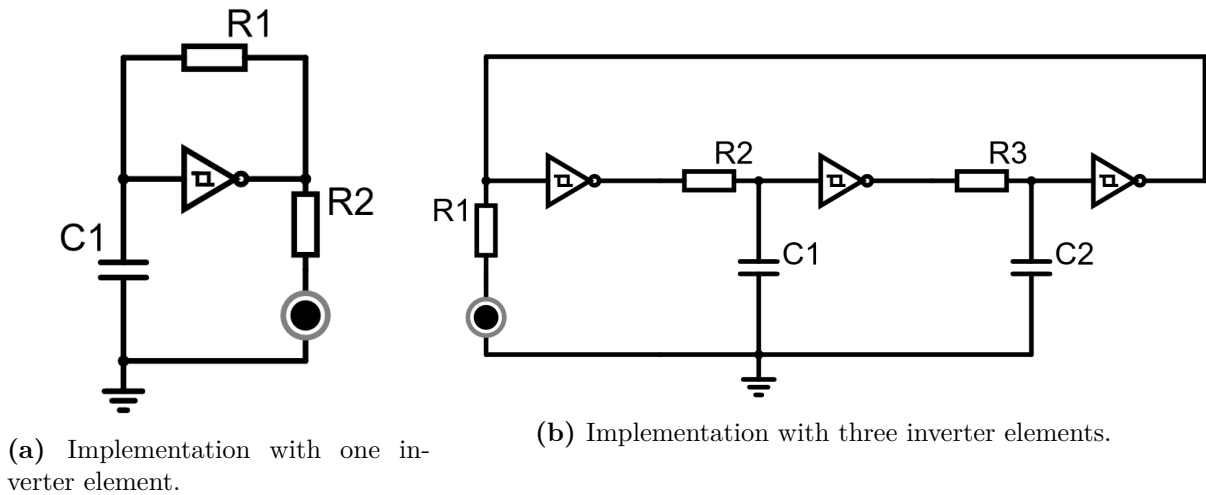 R1
R2
C1
R2
R3
R1
C1
C2
(a) Implementation with one in-
verter element.
(b) Implementation with three inverter elements.